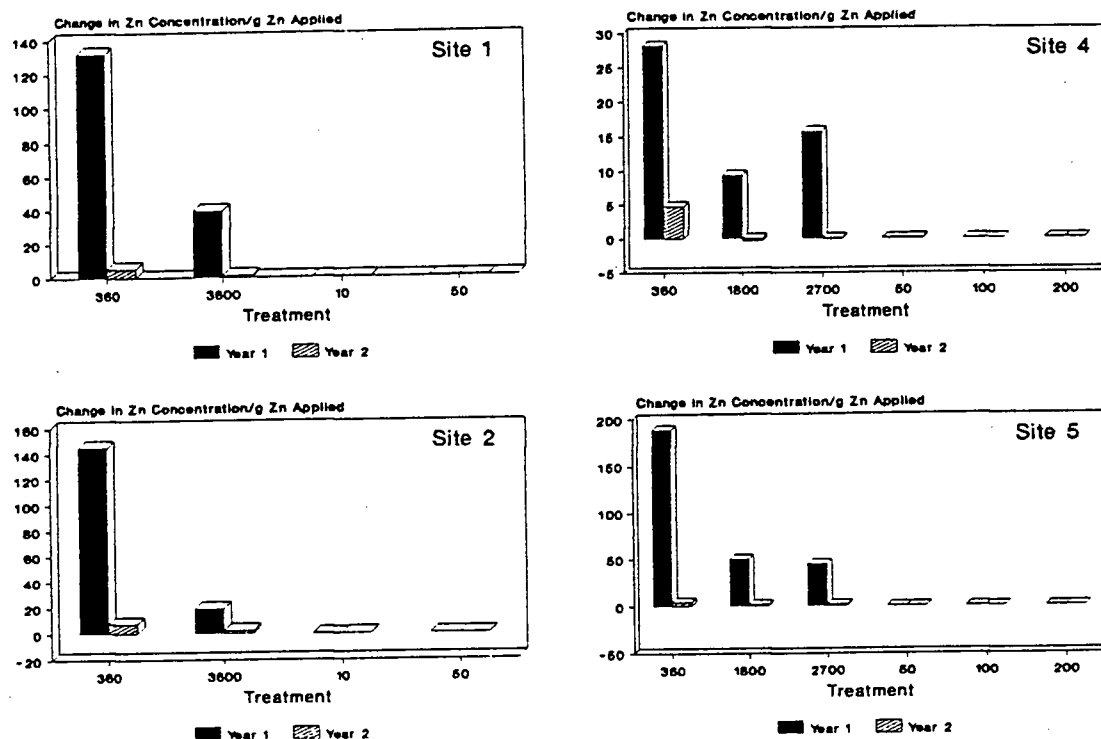 Change in Zn Concentration/g Zn Applied
Site 1
140
120
100
80
60
40
20
0
360
3600
10
50
Treatment
Year 1
Year 2
Change in Zn Concentration/g Zn Applied
Site 4
30
25
20
15
10
5
0
-5
360
1800
2700
50
100
200
Treatment
Year 1
Year 2
Change in Zn Concentration/g Zn Applied
Site 2
160
140
120
100
80
60
40
20
0
-20
360
3600
10
50
Treatment
Year 1
Year 2
Change in Zn Concentration/g Zn Applied
Site 5
200
150
100
50
0
-50
360
1800
2700
50
100
200
Treatment
Year 1
Year 2